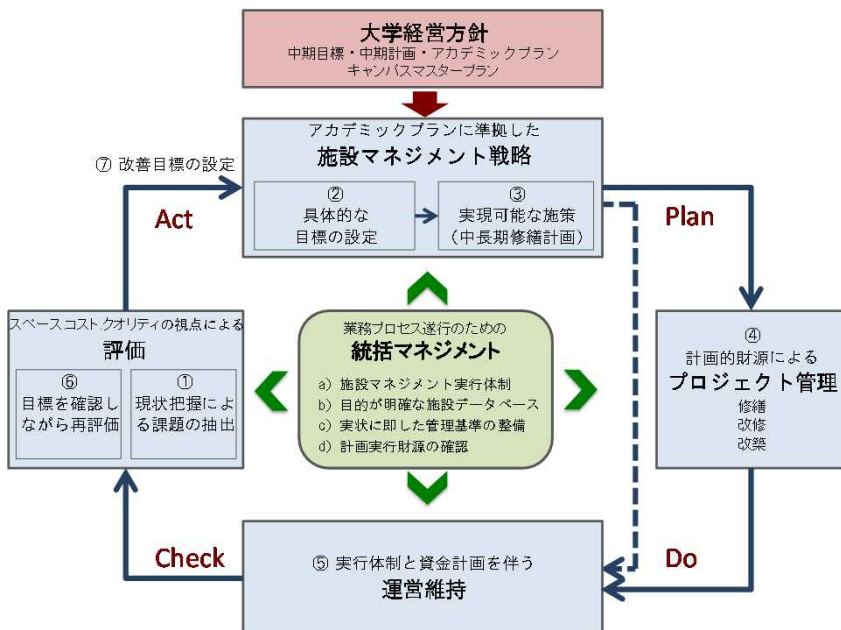 大学経営方針
中期目標・中期計画・アカデミックプラン
キャンパスマスタープラン
アカデミックプランに準拠した
施設マネジメント戦略
⑦ 改善目標の設定
②
具体的な
目標の設定
③
実現可能な施策
（中長期修繕計画）
Act
Plan
スペース.コスト.クオリティの視点による
評価
⑥
目標を確認し
ながら再評価
①
現状把握によ
る課題の抽出
業務プロセス遂行のための
統括マネジメント
a）施設マネジメント実行体制
b）目的が明確な施設データベース
c）実状に即した管理基準の整備
d）計画実行財源の確認
④
計画的財源による
プロジェクト管理
修繕
改修
改築
Check
Do
⑤ 実行体制と資金計画を伴う
運営維持